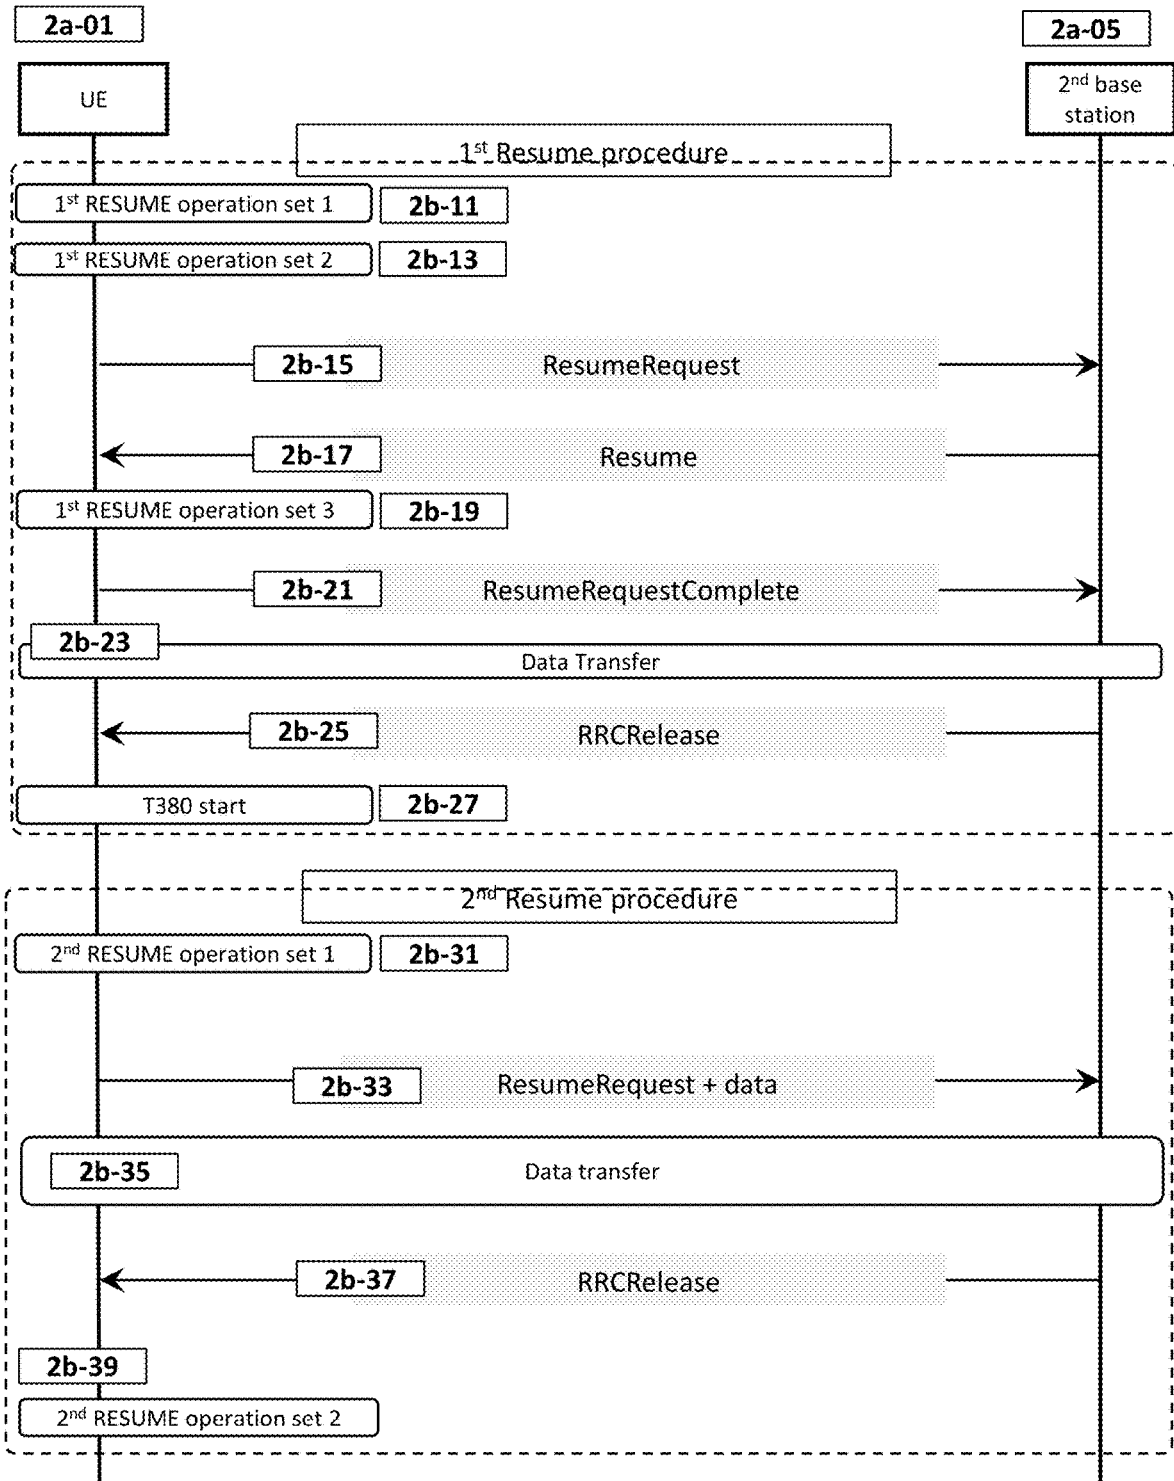 2a-01
2a-05
UE
2nd base
station
1st Resume procedure
1st RESUME operation set 1
2b-11
1st RESUME operation set 2
2b-13
2b-15
ResumeRequest
2b-17
Resume
1st RESUME operation set 3
2b-19
2b-21
ResumeRequestComplete
2b-23
Data Transfer
2b-25
RRCRelease
T380 start
2b-27
2nd Resume procedure
2nd RESUME operation set 1
2b-31
2b-33
ResumeRequest + data
2b-35
Data transfer
2b-37
RRCRelease
2b-39
2nd RESUME operation set 2